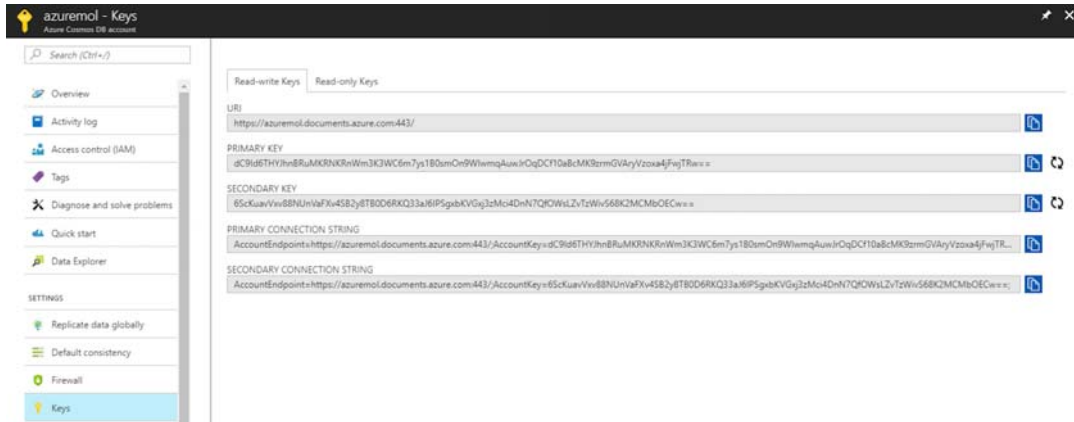 azuremol - Keys
Azure Cosmos DB account
Search (Ctrl+/)
Overview
Activity log
Access control (IAM)
Tags
Diagnose and solve problems
Quick start
Data Explorer
SETTINGS
Replicate data globally
Default consistency
Firewall
Keys
Read-write Keys
Read-only Keys
URI
https://azuremol.documents.azure.com:443/
PRIMARY KEY
SECONDARY KEY
PRIMARY CONNECTION STRING
AccountEndpoint=https://azuremol.documents.azure.com:443/;AccountKey=
SECONDARY CONNECTION STRING
AccountEndpoint=https://azuremol.documents.azure.com:443/;AccountKey=